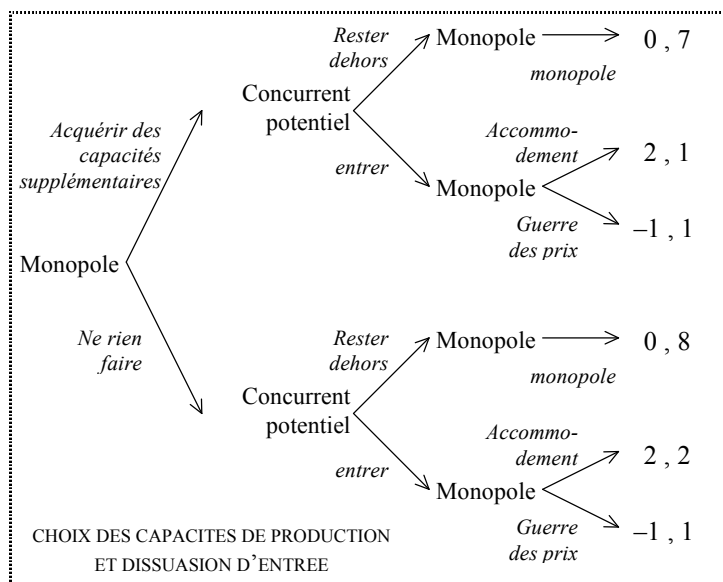 Rester
dehors
Monopole
0 , 7
monopole
Concurrent
potentiel
Acquérir des
capacités
supplémentaires
entrer
Monopole
Accommo-
dement
2 , 1
Guerre
des prix
–1 , 1
Monopole
Ne rien
faire
Rester
dehors
Monopole
0 , 8
monopole
Concurrent
potentiel
entrer
Monopole
Accommo-
dement
2 , 2
Guerre
des prix
–1 , 1
CHOIX DES CAPACITES DE PRODUCTION
ET DISSUASION D’ENTREE